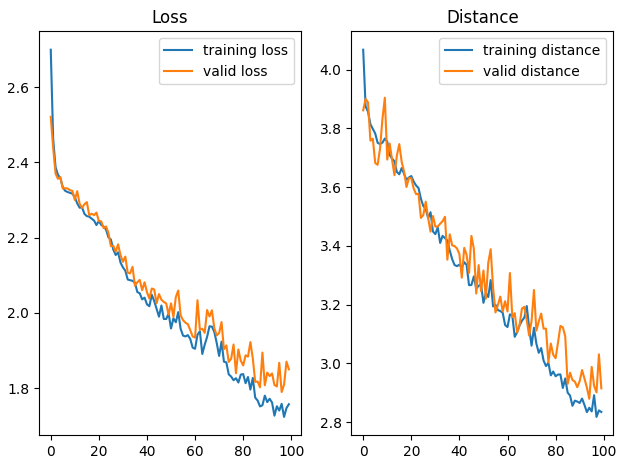 Loss
training loss
valid loss
2.6
2.4
2.2
2.0
1.8
0 20 40 60 80 100
Distance
training distance
valid distance
4.0
3.8
3.6
3.4
3.2
3.0
2.8
0 20 40 60 80 100